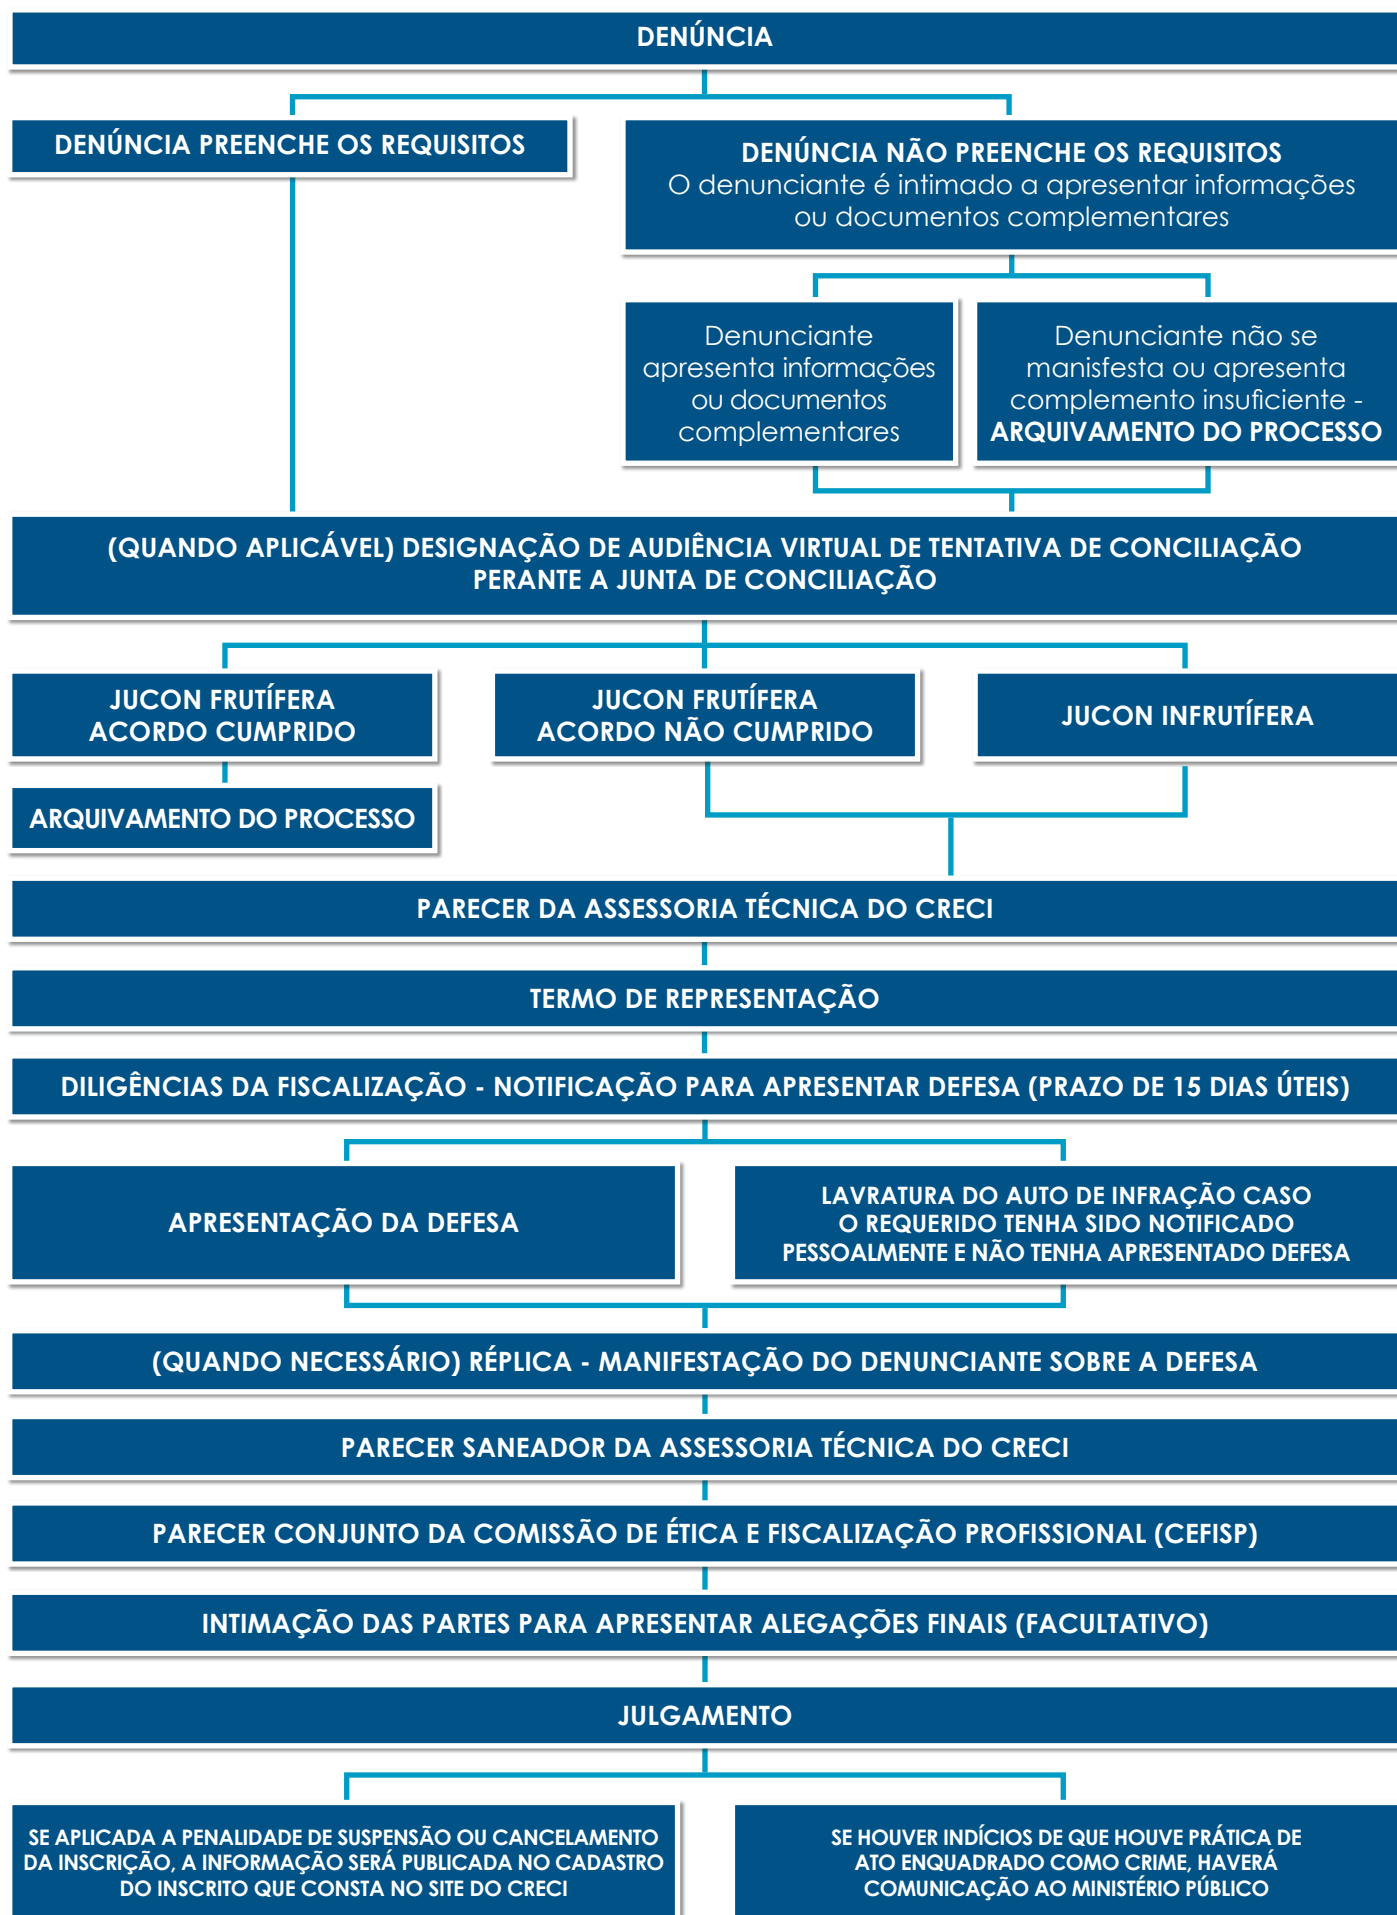 DENÚNCIA
DENÚNCIA PREENCHE OS REQUISITOS
DENÚNCIA NÃO PREENCHE OS REQUISITOS
O denunciante é intimado a apresentar informações
ou documentos complementares
Denunciante
apresenta informações
ou documentos
complementares
Denunciante não se
manisfesta ou apresenta
complemento insuficiente -
ARQUIVAMENTO DO PROCESSO
(QUANDO APLICÁVEL) DESIGNAÇÃO DE AUDIÊNCIA VIRTUAL DE TENTATIVA DE CONCILIAÇÃO
PERANTE A JUNTA DE CONCILIAÇÃO
JUCON FRUTÍFERA
ACORDO CUMPRIDO
JUCON FRUTÍFERA
ACORDO NÃO CUMPRIDO
JUCON INFRUTÍFERA
ARQUIVAMENTO DO PROCESSO
PARECER DA ASSESSORIA TÉCNICA DO CRECI
TERMO DE REPRESENTAÇÃO
DILIGÊNCIAS DA FISCALIZAÇÃO - NOTIFICAÇÃO PARA APRESENTAR DEFESA (PRAZO DE 15 DIAS ÚTEIS)
APRESENTAÇÃO DA DEFESA
LAVRATURA DO AUTO DE INFRAÇÃO CASO
O REQUERIDO TENHA SIDO NOTIFICADO
PESSOALMENTE E NÃO TENHA APRESENTADO DEFESA
(QUANDO NECESSÁRIO) RÉPLICA - MANIFESTAÇÃO DO DENUNCIANTE SOBRE A DEFESA
PARECER SANEADOR DA ASSESSORIA TÉCNICA DO CRECI
PARECER CONJUNTO DA COMISSÃO DE ÉTICA E FISCALIZAÇÃO PROFISSIONAL (CEFISP)
INTIMAÇÃO DAS PARTES PARA APRESENTAR ALEGAÇÕES FINAIS (FACULTATIVO)
JULGAMENTO
SE APLICADA A PENALIDADE DE SUSPENSÃO OU CANCELAMENTO
DA INSCRIÇÃO, A INFORMAÇÃO SERÁ PUBLICADA NO CADASTRO
DO INSCRITO QUE CONSTA NO SITE DO CRECI
SE HOUVER INDÍCIOS DE QUE HOUVE PRÁTICA DE
ATO ENQUADRADO COMO CRIME, HAVERÁ
COMUNICAÇÃO AO MINISTÉRIO PÚBLICO